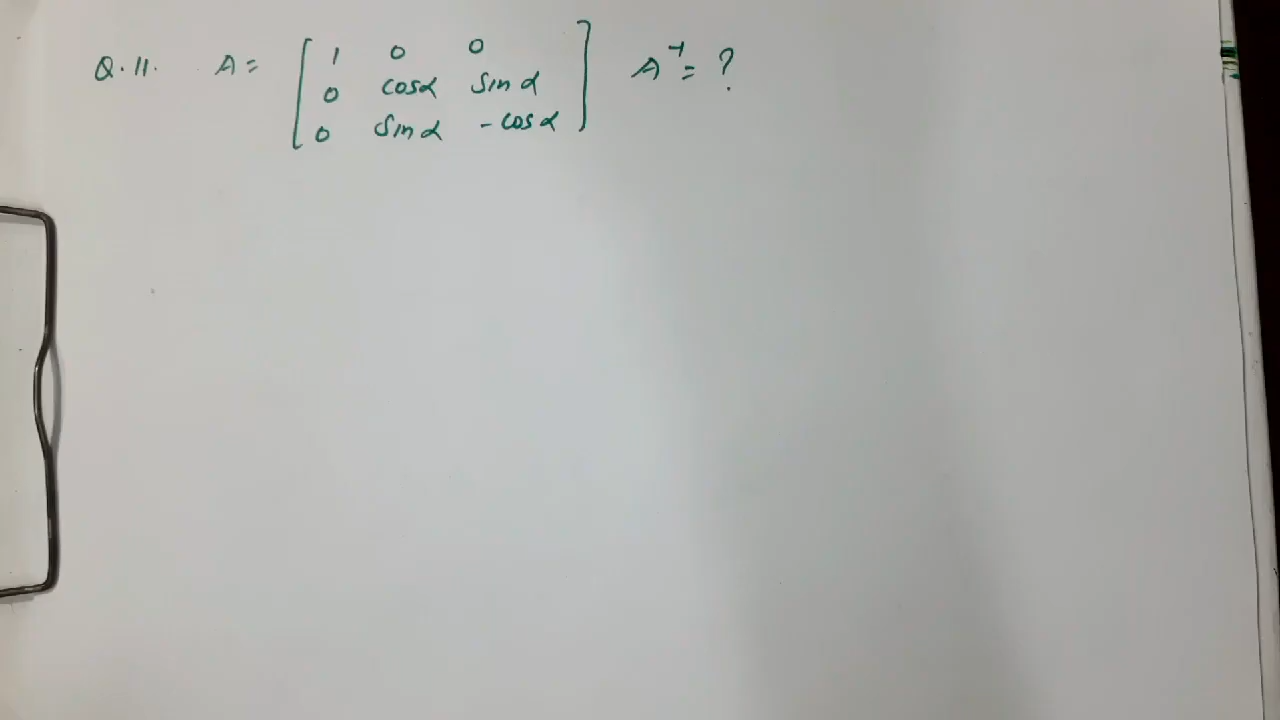 Q.11. A = [ 1 0 0 ] A⁻¹ = ?
0 cosα sinα
0 sinα -cosα